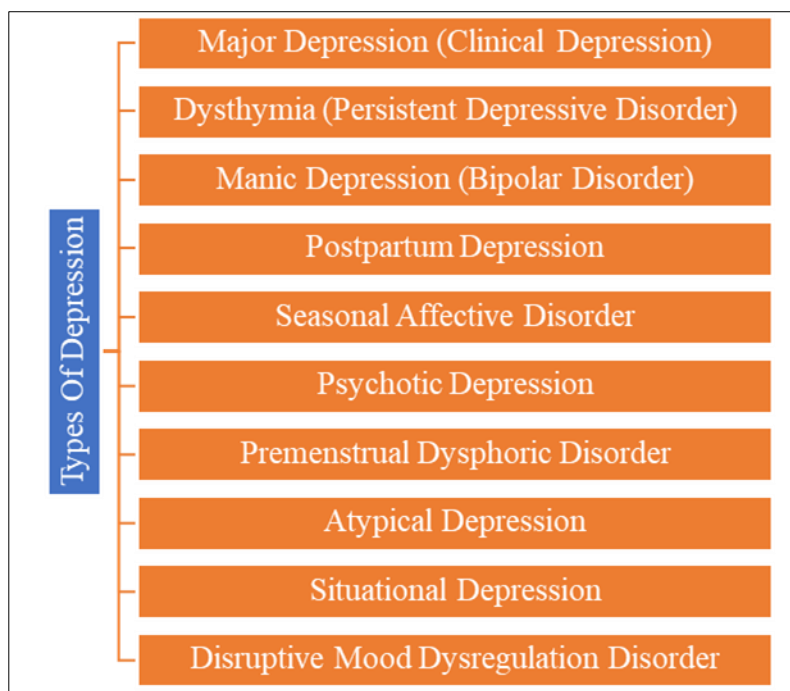 Types Of Depression
Major Depression (Clinical Depression)
Dysthymia (Persistent Depressive Disorder)
Manic Depression (Bipolar Disorder)
Postpartum Depression
Seasonal Affective Disorder
Psychotic Depression
Premenstrual Dysphoric Disorder
Atypical Depression
Situational Depression
Disruptive Mood Dysregulation Disorder